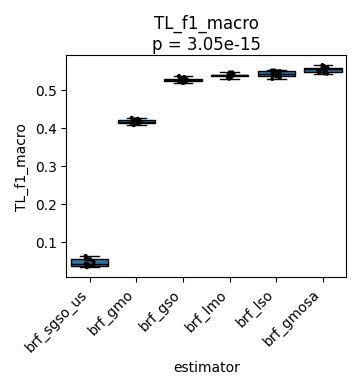 TL_f1_macro
p = 3.05e-15
TL_f1_macro
0.5
0.4
0.3
0.2
0.1
brf_sgso_us
brf_gmo
brf_gso
brf_lmo
brf_lso
brf_gmosa
estimator